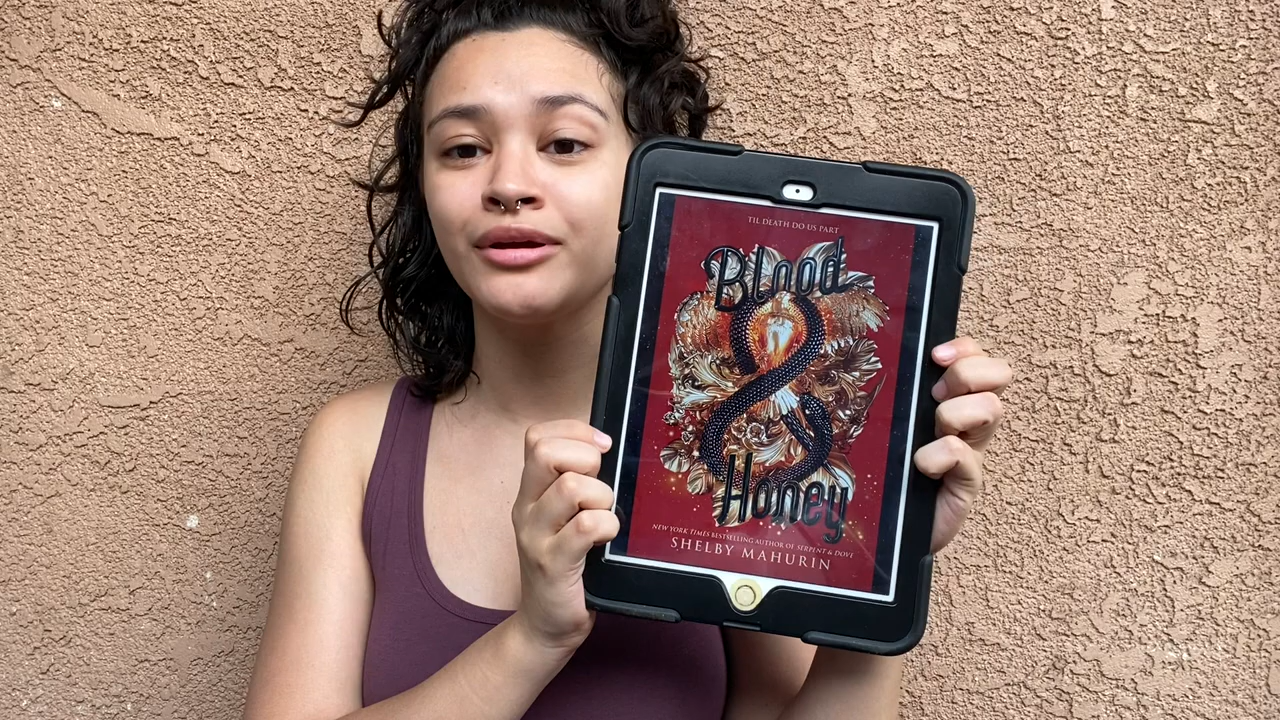 TIL DEATH DO US PART
Blood
&
Honey
NEW YORK TIMES BESTSELLING AUTHOR OF SERPENT & DOVE
SHELBY MAHURIN